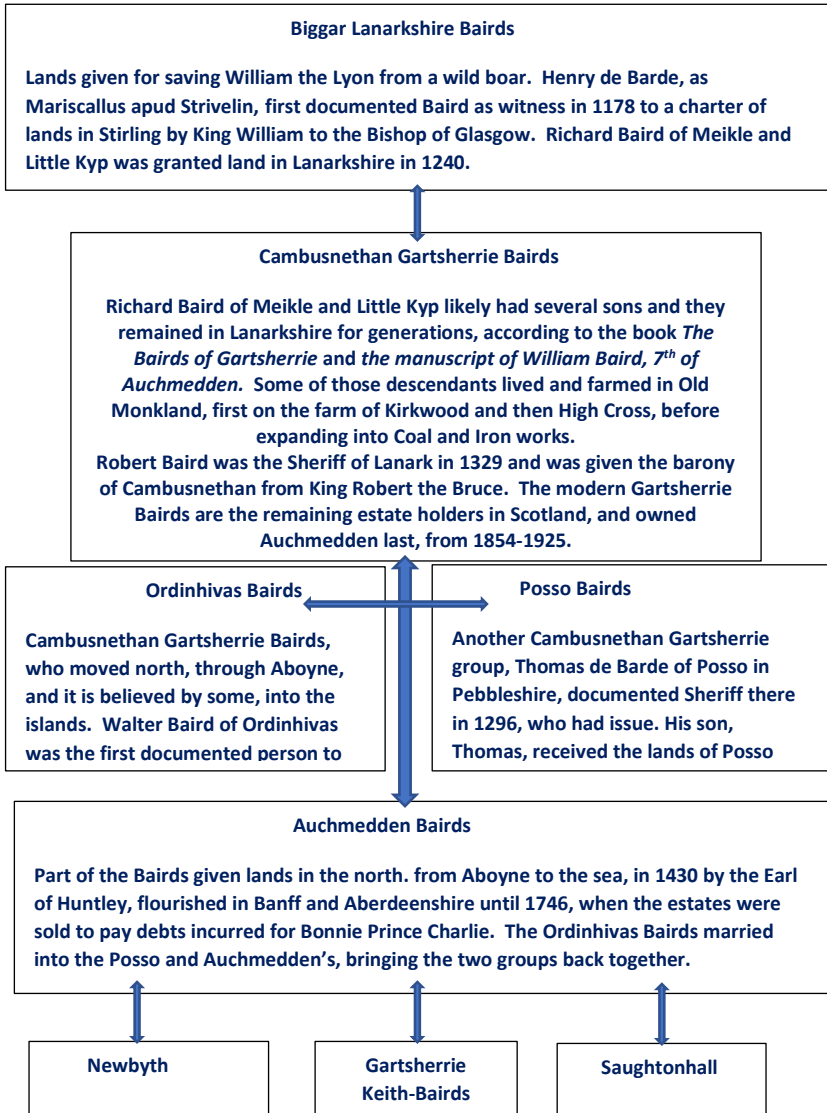 Biggar Lanarkshire Bairds
Lands given for saving William the Lyon from a wild boar. Henry de Barde, as
Mariscallus apud Strivelin, first documented Baird as witness in 1178 to a charter of
lands in Stirling by King William to the Bishop of Glasgow. Richard Baird of Meikle and
Little Kyp was granted land in Lanarkshire in 1240.
Cambusnethan Gartsherrie Bairds
Richard Baird of Meikle and Little Kyp likely had several sons and they
remained in Lanarkshire for generations, according to the book The
Bairds of Gartsherrie and the manuscript of William Baird, 7th of
Auchmedden. Some of those descendants lived and farmed in Old
Monkland, first on the farm of Kirkwood and then High Cross, before
expanding into Coal and Iron works.
Robert Baird was the Sheriff of Lanark in 1329 and was given the barony
of Cambusnethan from King Robert the Bruce. The modern Gartsherrie
Bairds are the remaining estate holders in Scotland, and owned
Auchmedden last, from 1854-1925.
Ordinhivas Bairds
Cambusnethan Gartsherrie Bairds,
who moved north, through Aboyne,
and it is believed by some, into the
islands. Walter Baird of Ordinhivas
was the first documented person to
Posso Bairds
Another Cambusnethan Gartsherrie
group, Thomas de Barde of Posso in
Pebbleshire, documented Sheriff there
in 1296, who had issue. His son,
Thomas, received the lands of Posso
Auchmedden Bairds
Part of the Bairds given lands in the north. from Aboyne to the sea, in 1430 by the Earl
of Huntley, flourished in Banff and Aberdeenshire until 1746, when the estates were
sold to pay debts incurred for Bonnie Prince Charlie. The Ordinhivas Bairds married
into the Posso and Auchmedden's, bringing the two groups back together.
Newbyth
Gartsherrie
Keith-Bairds
Saughtonhall